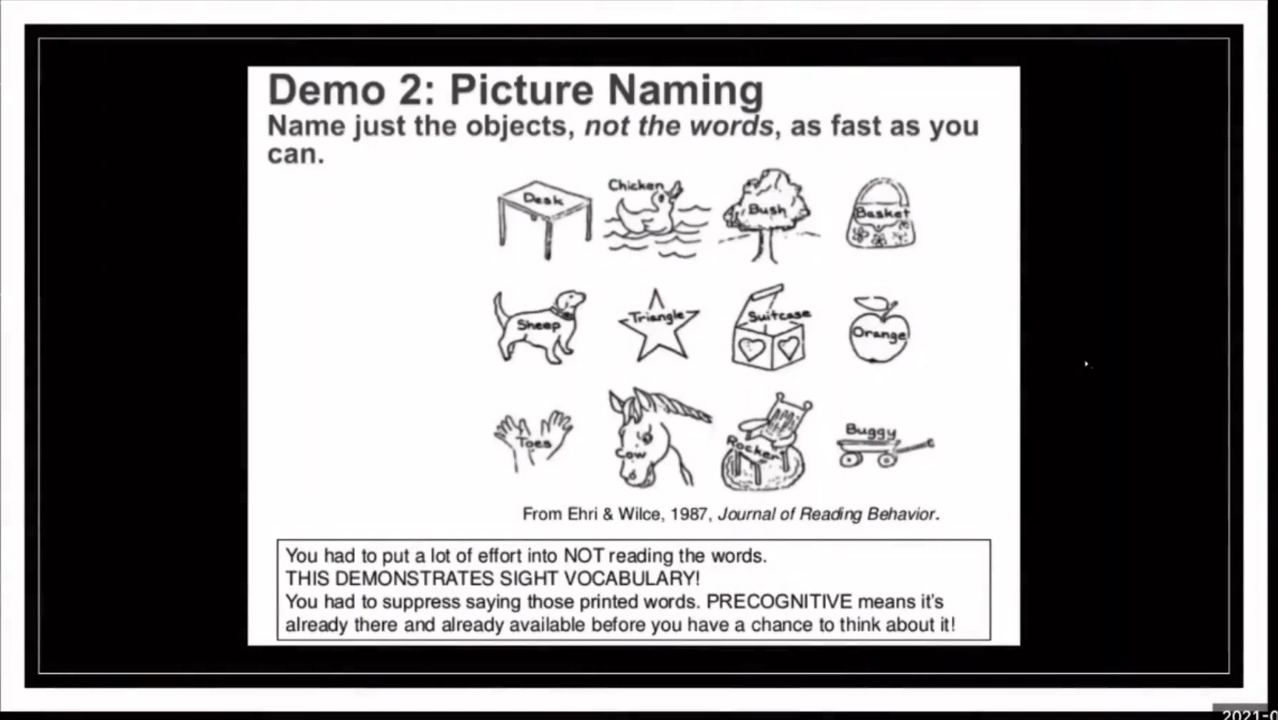 Demo 2: Picture Naming
Name just the objects, not the words, as fast as you
can.
Desk
Chicken
Bush
Basket
Sheep
Triangle
Suitcase
Orange
Toes
Cow
Rocker
Buggy
From Ehri & Wilce, 1987, Journal of Reading Behavior.
You had to put a lot of effort into NOT reading the words.
THIS DEMONSTRATES SIGHT VOCABULARY!
You had to suppress saying those printed words. PRECOGNITIVE means it's
already there and already available before you have a chance to think about it!